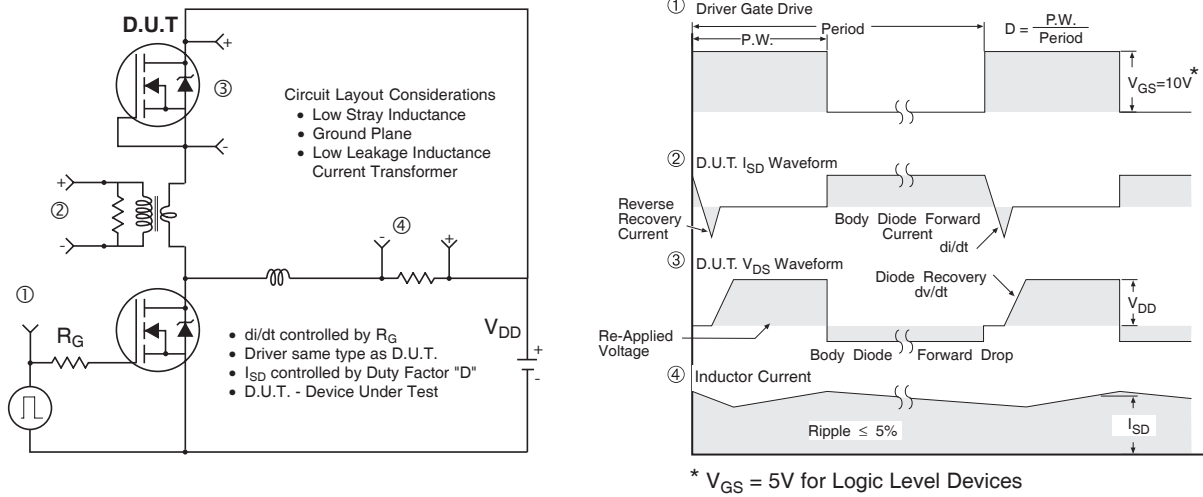 D.U.T
+
③
-
Circuit Layout Considerations
• Low Stray Inductance
• Ground Plane
• Low Leakage Inductance
Current Transformer
+
②
-
④
- +
①
R_G
V_DD
+
-
• di/dt controlled by R_G
• Driver same type as D.U.T.
• I_SD controlled by Duty Factor "D"
• D.U.T. - Device Under Test
① Driver Gate Drive
P.W.
Period
D = P.W.
Period
V_GS=10V *
② D.U.T. I_SD Waveform
Reverse
Recovery
Current
Body Diode Forward
Current
di/dt
③ D.U.T. V_DS Waveform
Diode Recovery
dv/dt
V_DD
Re-Applied
Voltage
Body Diode Forward Drop
④ Inductor Current
Ripple ≤ 5%
I_SD
* V_GS = 5V for Logic Level Devices